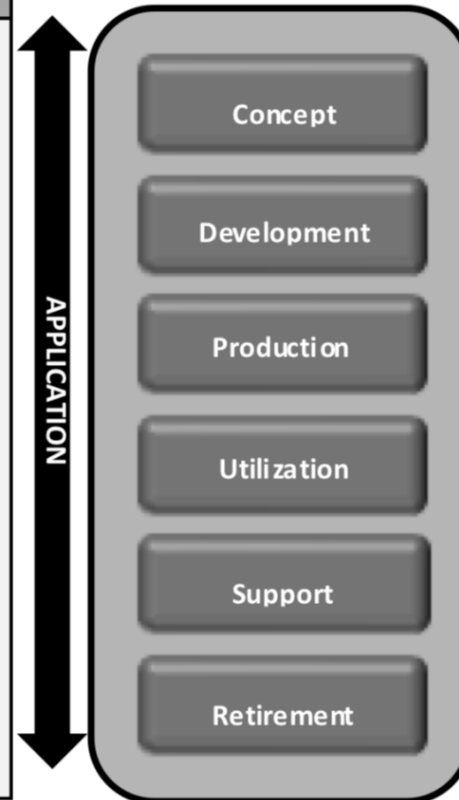 APPLICATION
Concept
Development
Production
Utilization
Support
Retirement